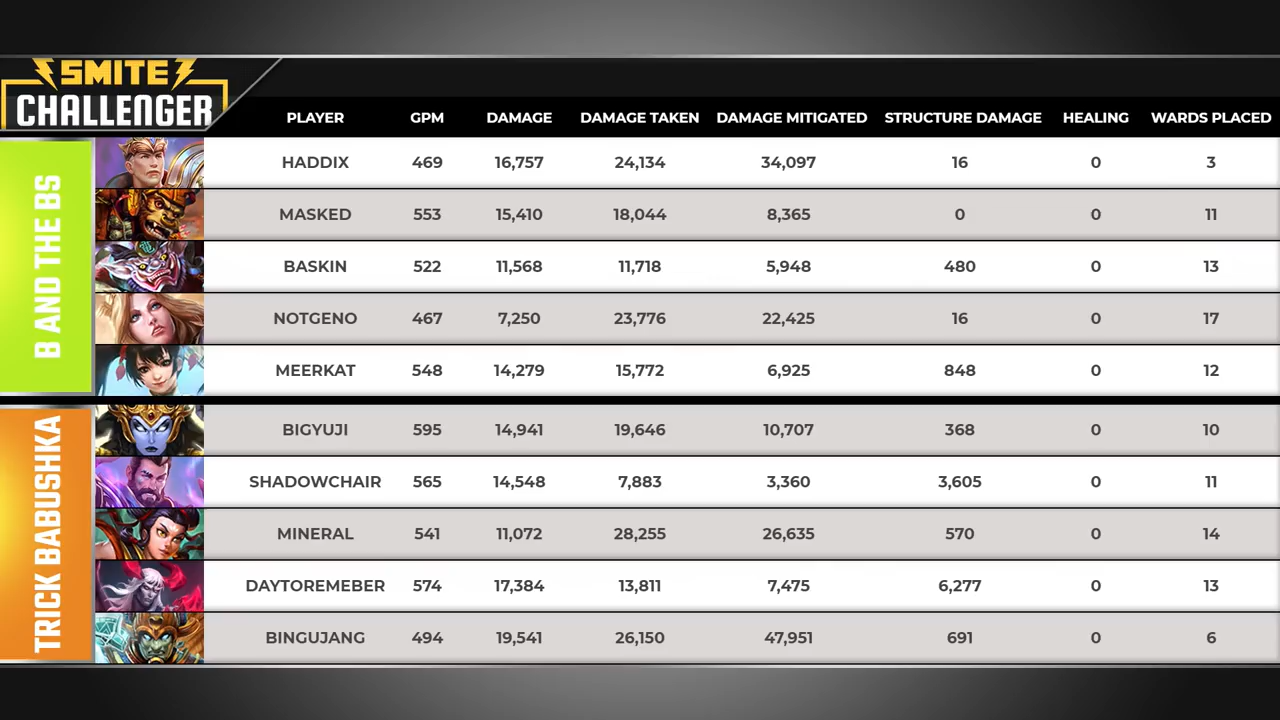 SMITE
CHALLENGER
PLAYER GPM DAMAGE DAMAGE TAKEN DAMAGE MITIGATED STRUCTURE DAMAGE HEALING WARDS PLACED
B AND THE BS
HADDIX 469 16,757 24,134 34,097 16 0 3
MASKED 553 15,410 18,044 8,365 0 0 11
BASKIN 522 11,568 11,718 5,948 480 0 13
NOTGENO 467 7,250 23,776 22,425 16 0 17
MEERKAT 548 14,279 15,772 6,925 848 0 12
TRICK BABUSHKA
BIGYUJI 595 14,941 19,646 10,707 368 0 10
SHADOWCHAIR 565 14,548 7,883 3,360 3,605 0 11
MINERAL 541 11,072 28,255 26,635 570 0 14
DAYTOREMEBER 574 17,384 13,811 7,475 6,277 0 13
BINGUJANG 494 19,541 26,150 47,951 691 0 6